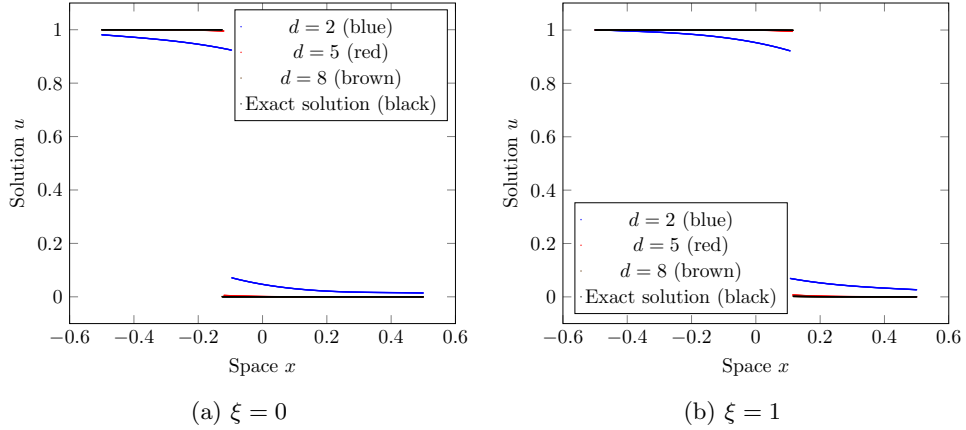 1
0.8
0.6
0.4
0.2
0
Solution u
−0.6 −0.4 −0.2 0 0.2 0.4 0.6
Space x
d = 2 (blue)
d = 5 (red)
d = 8 (brown)
Exact solution (black)
(a) ξ = 0
1
0.8
0.6
0.4
0.2
0
Solution u
−0.6 −0.4 −0.2 0 0.2 0.4 0.6
Space x
d = 2 (blue)
d = 5 (red)
d = 8 (brown)
Exact solution (black)
(b) ξ = 1